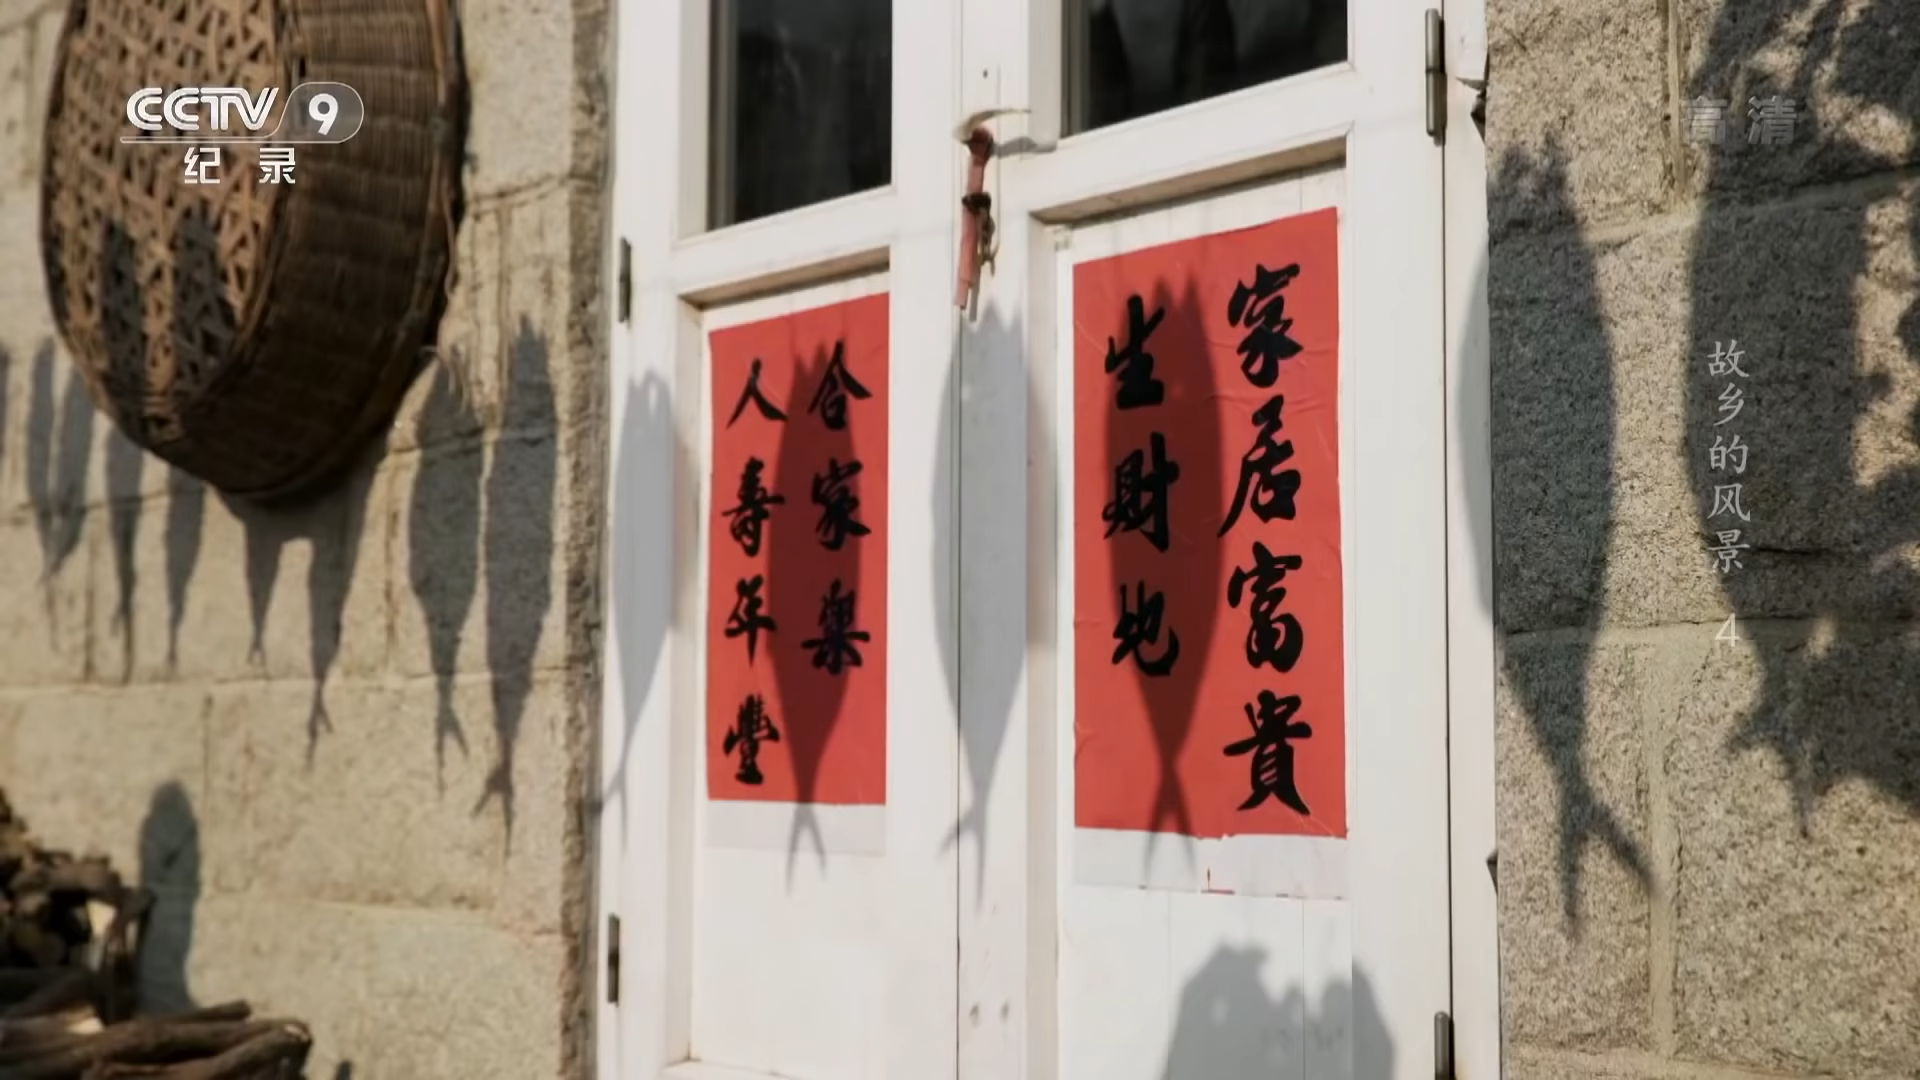 CCTV 9
纪录
高清
家居富貴
生財地
合家樂
人壽年豐
故乡的风景 4